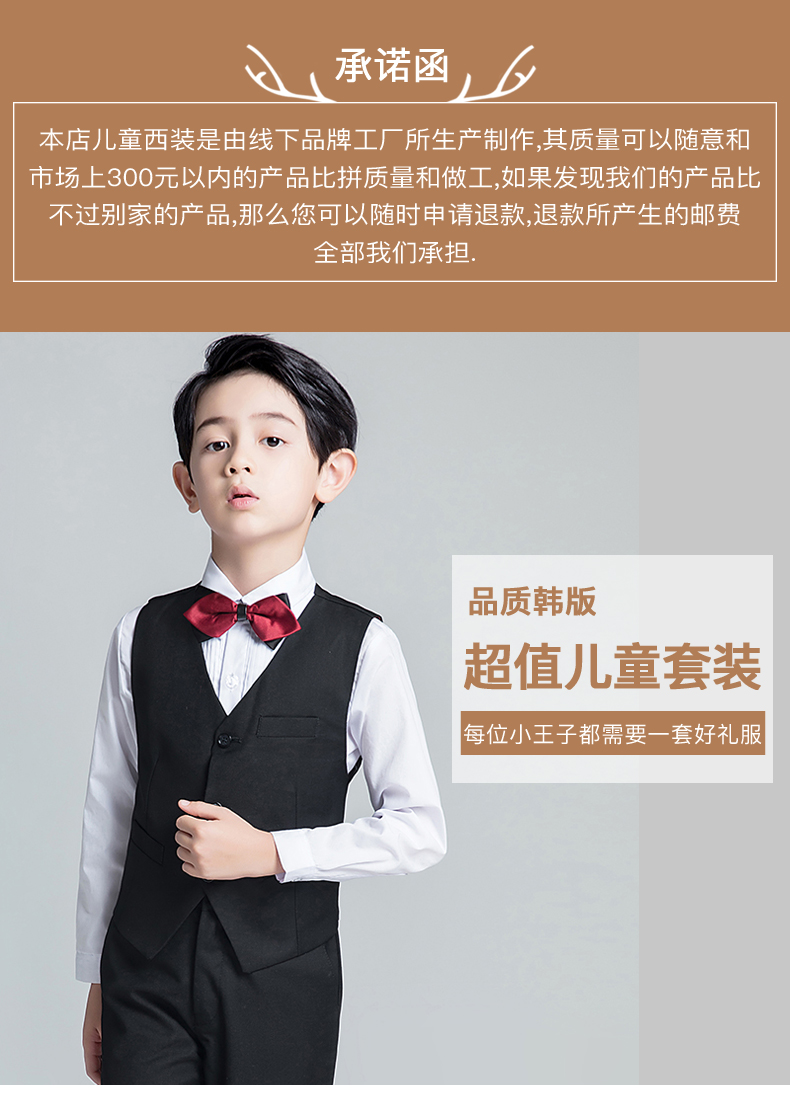 承诺函
本店儿童西装是由线下品牌工厂所生产制作,其质量可以随意和
市场上300元以内的产品比拼质量和做工,如果发现我们的产品比
不过别家的产品,那么您可以随时申请退款,退款所产生的邮费
全部我们承担.
品质韩版
超值儿童套装
每位小王子都需要一套好礼服